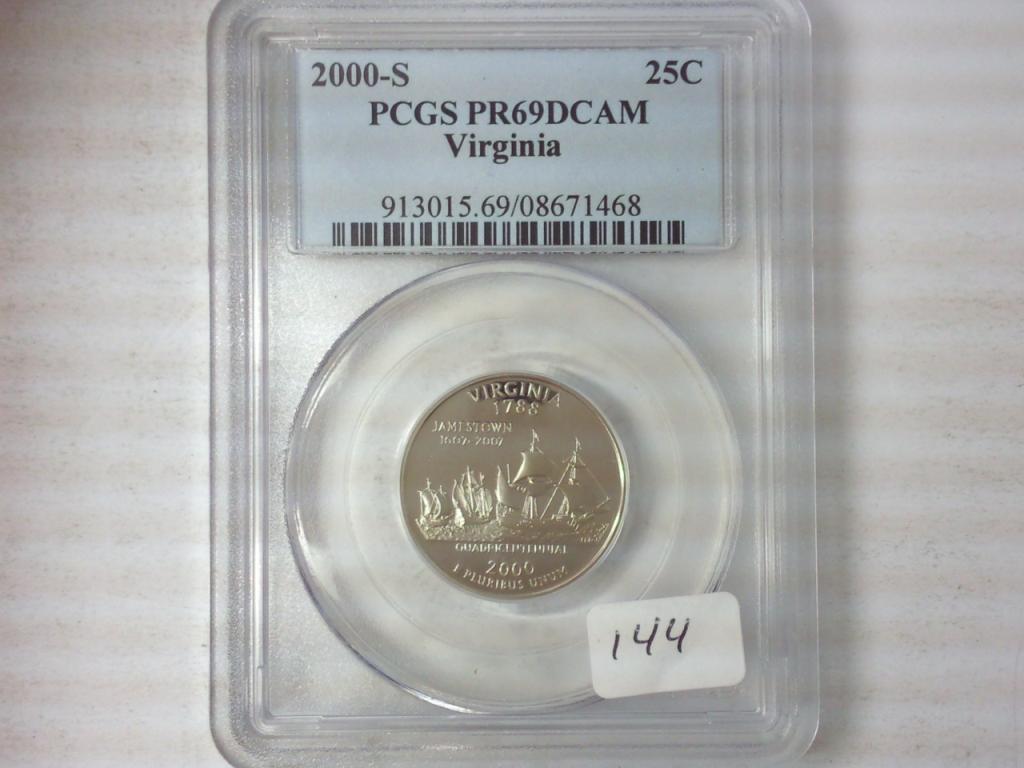 2000-S 25C
PCGS PR69DCAM
Virginia
913015.69/08671468
VIRGINIA
1788
JAMESTOWN
1607-2007
QUADRICENTENNIAL
2000
E PLURIBUS UNUM
144